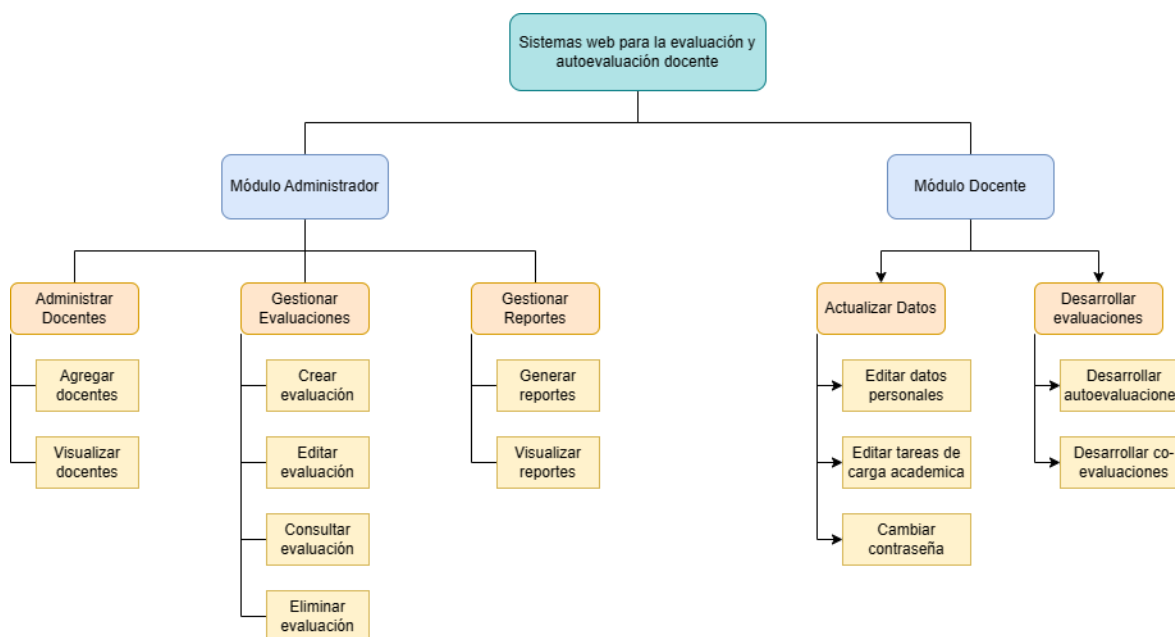 Sistemas web para la evaluación y
autoevaluación docente
Módulo Administrador
Módulo Docente
Administrar
Docentes
Gestionar
Evaluaciones
Gestionar
Reportes
Actualizar Datos
Desarrollar
evaluaciones
Agregar
docentes
Crear
evaluación
Generar
reportes
Editar datos
personales
Desarrollar
autoevaluacione
Visualizar
docentes
Editar
evaluación
Visualizar
reportes
Editar tareas de
carga academica
Desarrollar co-
evaluaciones
Consultar
evaluación
Cambiar
contraseña
Eliminar
evaluación